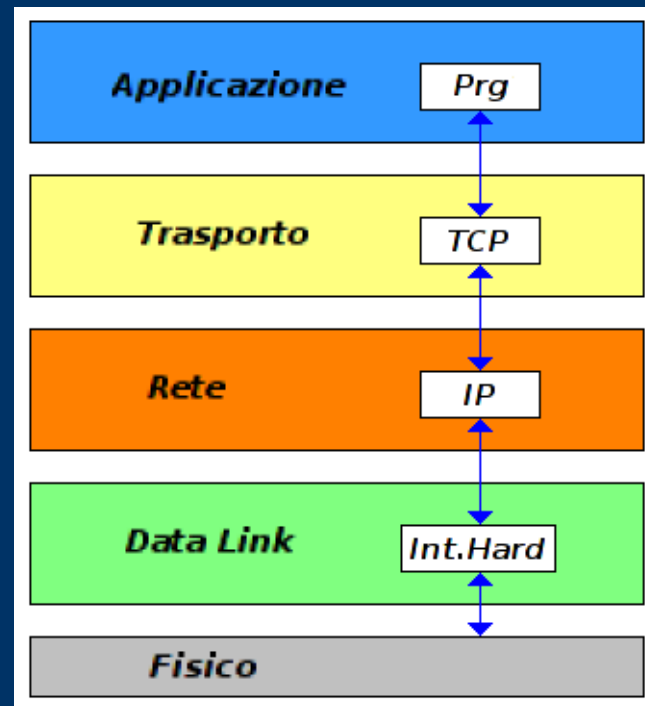 Applicazione Prg
Trasporto TCP
Rete IP
Data Link Int.Hard
Fisico